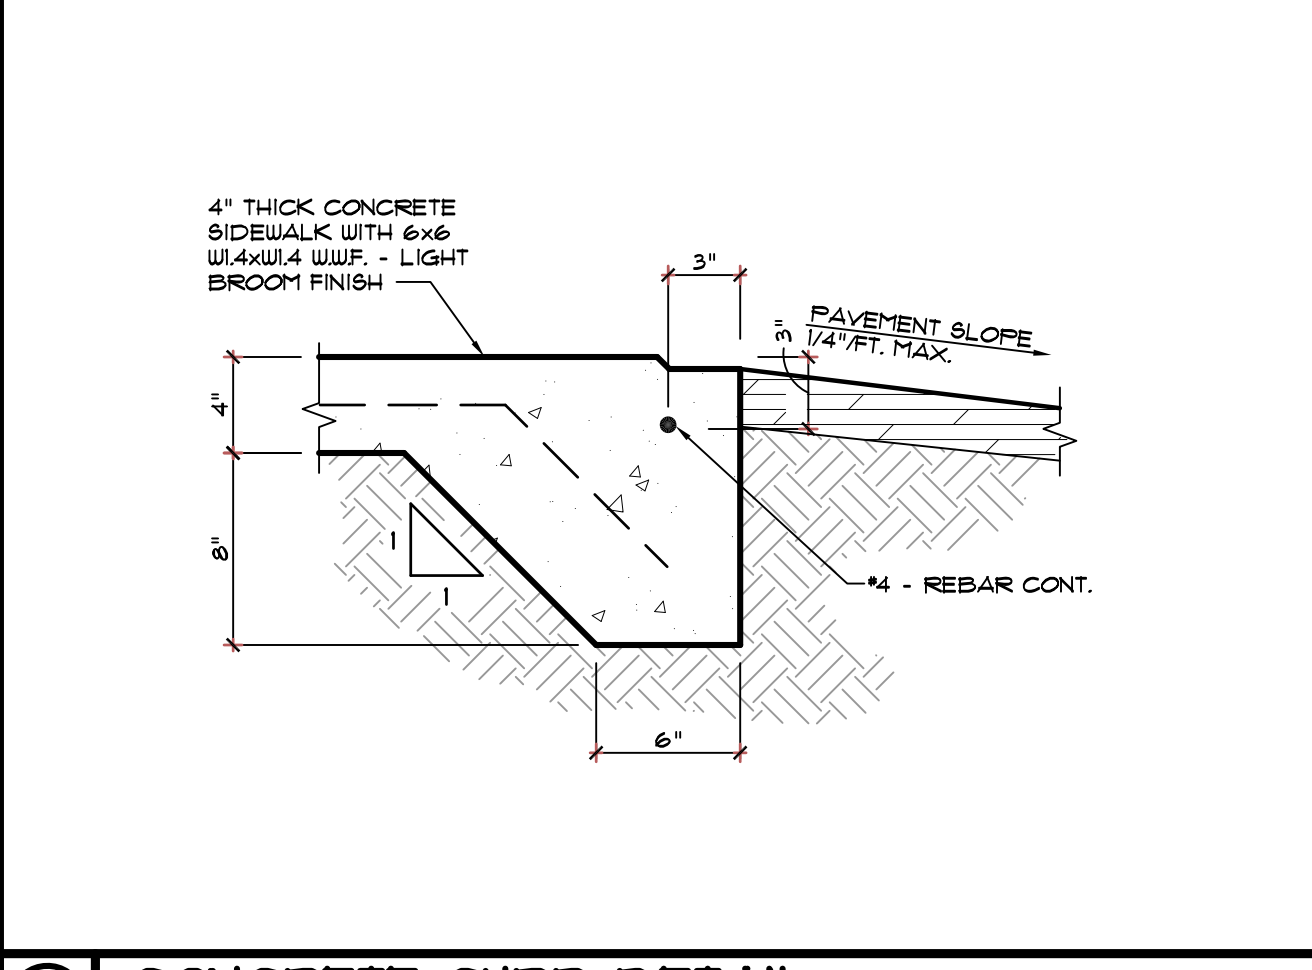 4" THICK CONCRETE
SIDEWALK WITH 6x6
W1.4xW1.4 W.W.F. - LIGHT
BROOM FINISH
3"
3"
PAVEMENT SLOPE
1/4"/FT. MAX.
4"
8"
1
1
#4 - REBAR CONT.
6"